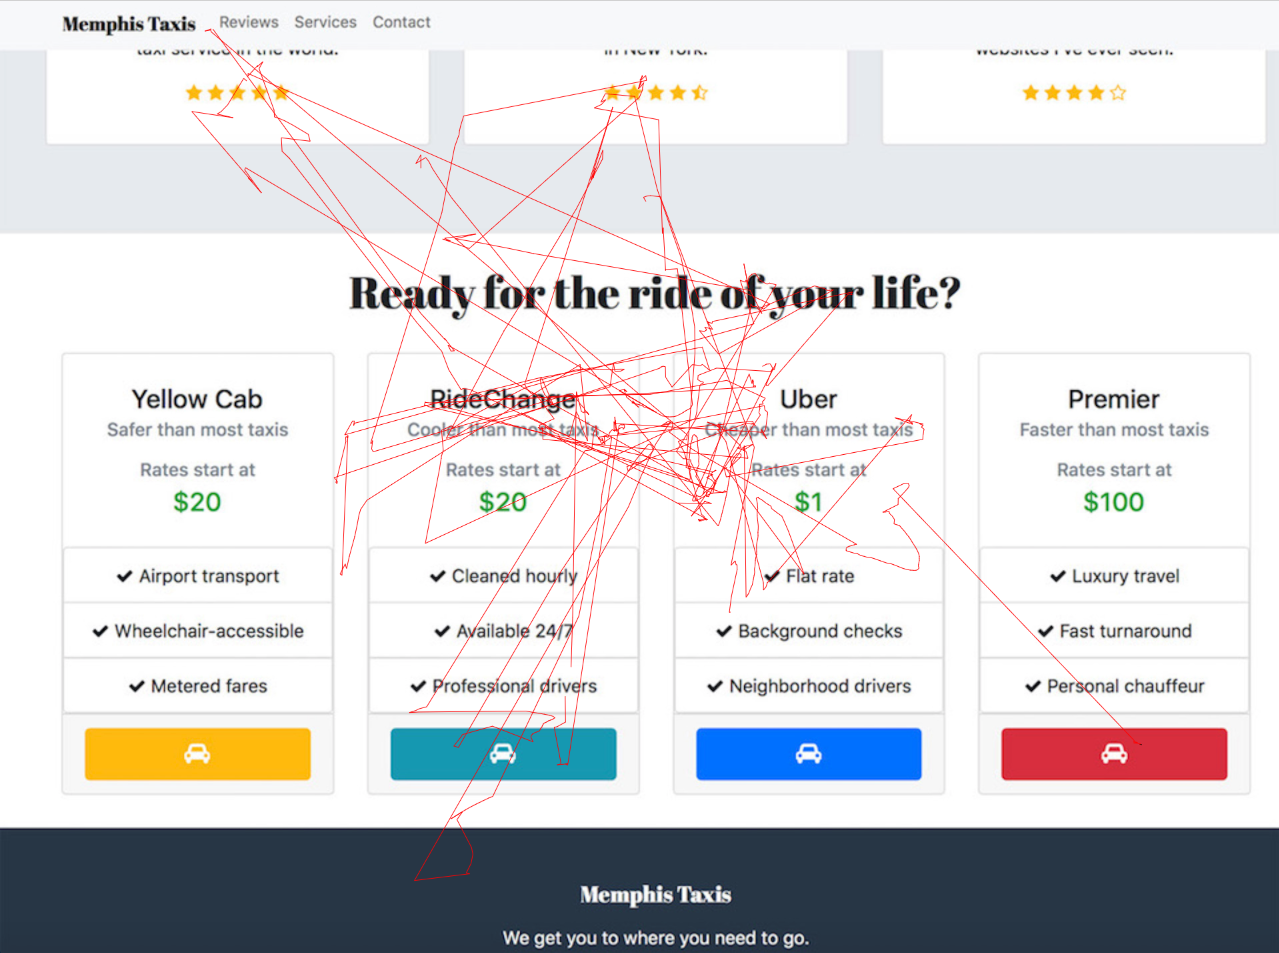 Memphis Taxis Reviews Services Contact
taxi service in the world.
in New York.
websites I've ever seen.
Ready for the ride of your life?
Yellow Cab
Safer than most taxis
Rates start at
$20
Airport transport
Wheelchair-accessible
Metered fares
RideChange
Cooler than most taxis
Rates start at
$20
Cleaned hourly
Available 24/7
Professional drivers
Uber
Cheaper than most taxis
Rates start at
$1
Flat rate
Background checks
Neighborhood drivers
Premier
Faster than most taxis
Rates start at
$100
Luxury travel
Fast turnaround
Personal chauffeur
Memphis Taxis
We get you to where you need to go.